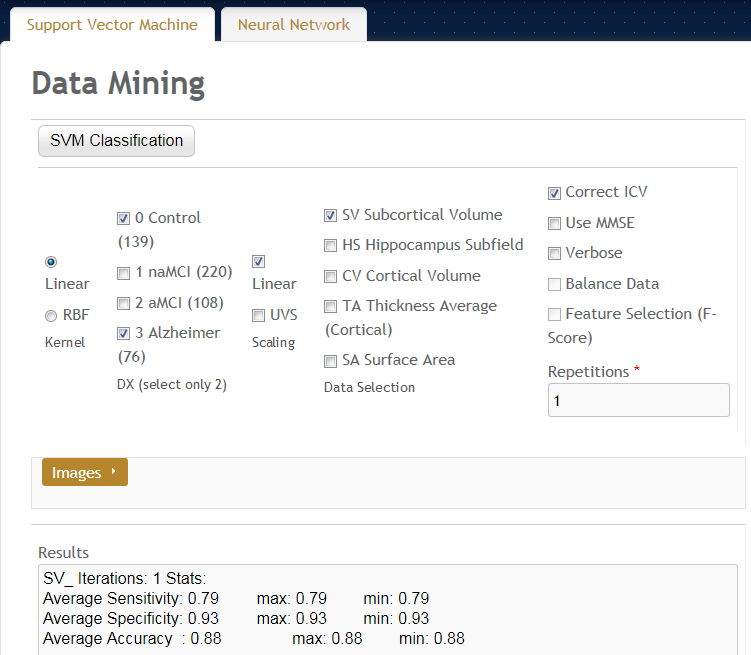 Support Vector Machine
Neural Network
Data Mining
SVM Classification
Linear
RBF
Kernel
0 Control
(139)
1 naMCI (220)
2 aMCI (108)
3 Alzheimer
(76)
DX (select only 2)
Linear
UVS
Scaling
SV Subcortical Volume
HS Hippocampus Subfield
CV Cortical Volume
TA Thickness Average
(Cortical)
SA Surface Area
Data Selection
Correct ICV
Use MMSE
Verbose
Balance Data
Feature Selection (F-
Score)
Repetitions *
1
Images
Results
SV_ Iterations: 1 Stats:
Average Sensitivity: 0.79 max: 0.79 min: 0.79
Average Specificity: 0.93 max: 0.93 min: 0.93
Average Accuracy : 0.88 max: 0.88 min: 0.88